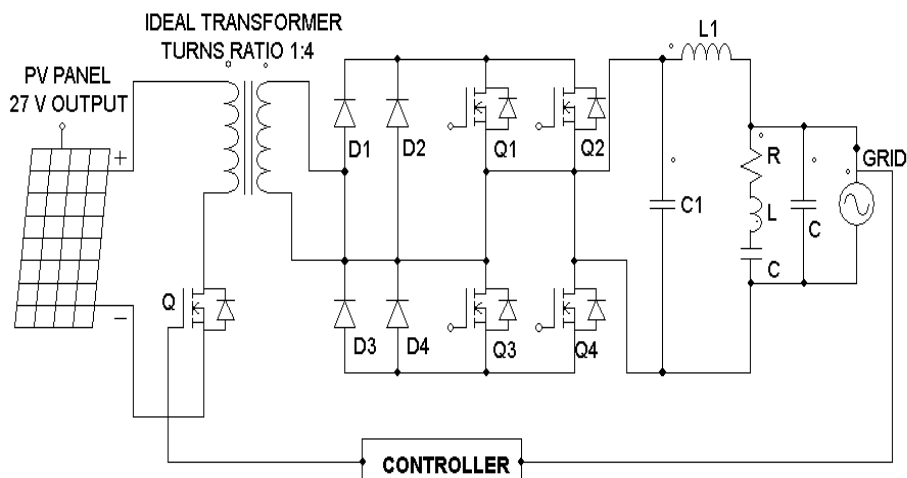 IDEAL TRANSFORMER
TURNS RATIO 1:4
PV PANEL
27 V OUTPUT
+
−
Q
D1
D2
Q1
Q2
D3
D4
Q3
Q4
C1
L1
R
L
C
C
GRID
CONTROLLER